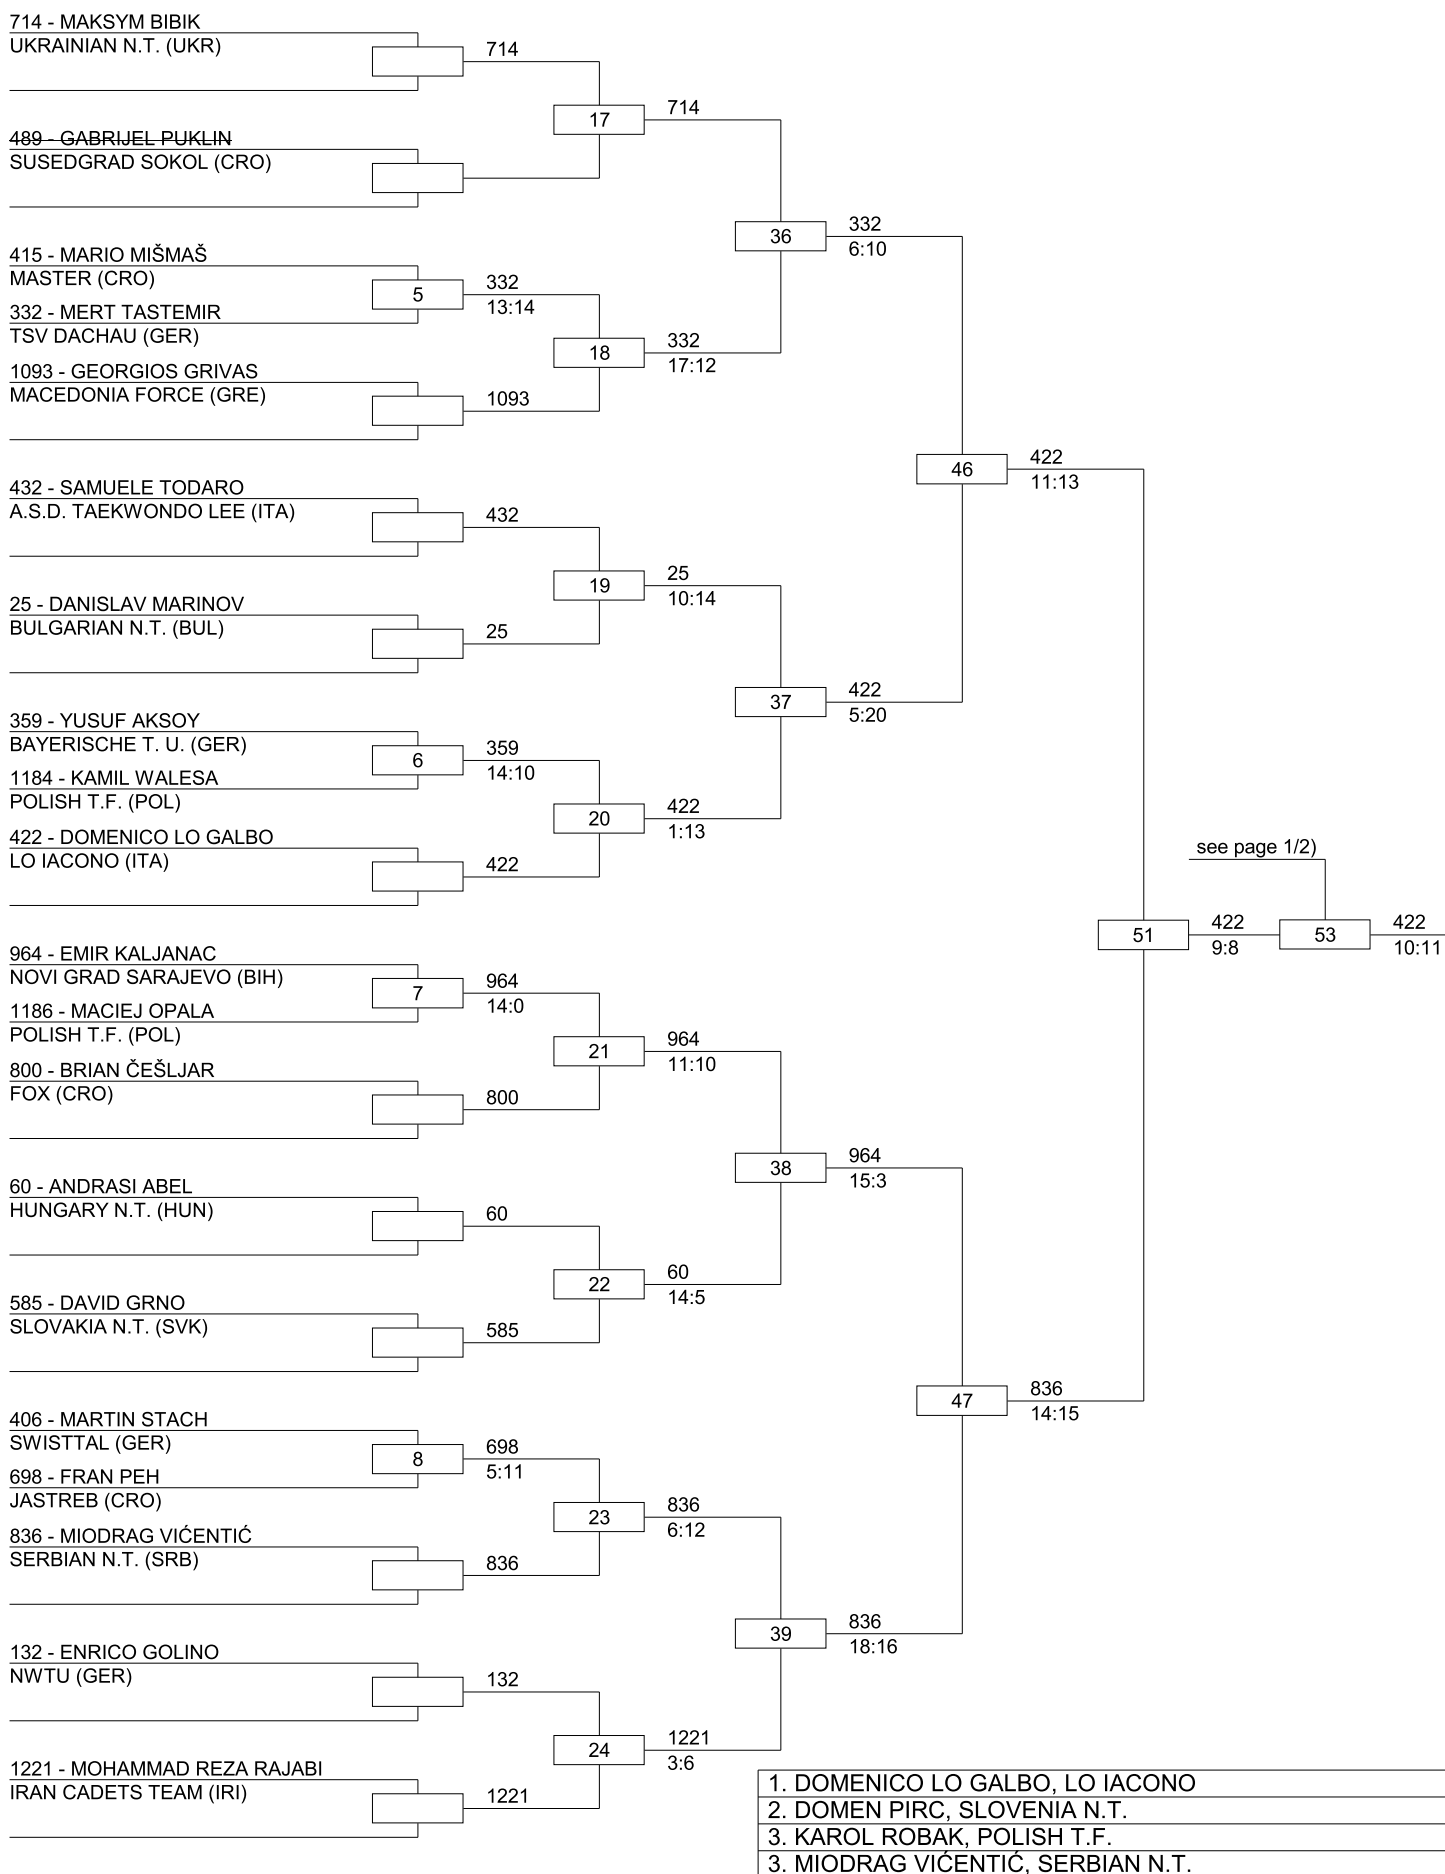 714 - MAKSYM BIBIK
UKRAINIAN N.T. (UKR)
714
17
714
489 - GABRIJEL PUKLIN
SUSEDGRAD SOKOL (CRO)
36
332
6:10
415 - MARIO MIŠMAŠ
MASTER (CRO)
5
332
13:14
332 - MERT TASTEMIR
TSV DACHAU (GER)
18
332
17:12
1093 - GEORGIOS GRIVAS
MACEDONIA FORCE (GRE)
1093
46
422
11:13
432 - SAMUELE TODARO
A.S.D. TAEKWONDO LEE (ITA)
432
19
25
10:14
25 - DANISLAV MARINOV
BULGARIAN N.T. (BUL)
25
37
422
5:20
359 - YUSUF AKSOY
BAYERISCHE T. U. (GER)
6
359
14:10
1184 - KAMIL WALESA
POLISH T.F. (POL)
20
422
1:13
422 - DOMENICO LO GALBO
LO IACONO (ITA)
422
see page 1/2)
51
422
9:8
53
422
10:11
964 - EMIR KALJANAC
NOVI GRAD SARAJEVO (BIH)
7
964
14:0
1186 - MACIEJ OPALA
POLISH T.F. (POL)
21
964
11:10
800 - BRIAN ČEŠLJAR
FOX (CRO)
800
38
964
15:3
60 - ANDRASI ABEL
HUNGARY N.T. (HUN)
60
22
60
14:5
585 - DAVID GRNO
SLOVAKIA N.T. (SVK)
585
47
836
14:15
406 - MARTIN STACH
SWISTTAL (GER)
8
698
5:11
698 - FRAN PEH
JASTREB (CRO)
23
836
6:12
836 - MIODRAG VIĆENTIĆ
SERBIAN N.T. (SRB)
836
39
836
18:16
132 - ENRICO GOLINO
NWTU (GER)
132
24
1221
3:6
1221 - MOHAMMAD REZA RAJABI
IRAN CADETS TEAM (IRI)
1221
1. DOMENICO LO GALBO, LO IACONO
2. DOMEN PIRC, SLOVENIA N.T.
3. KAROL ROBAK, POLISH T.F.
3. MIODRAG VIĆENTIĆ, SERBIAN N.T.